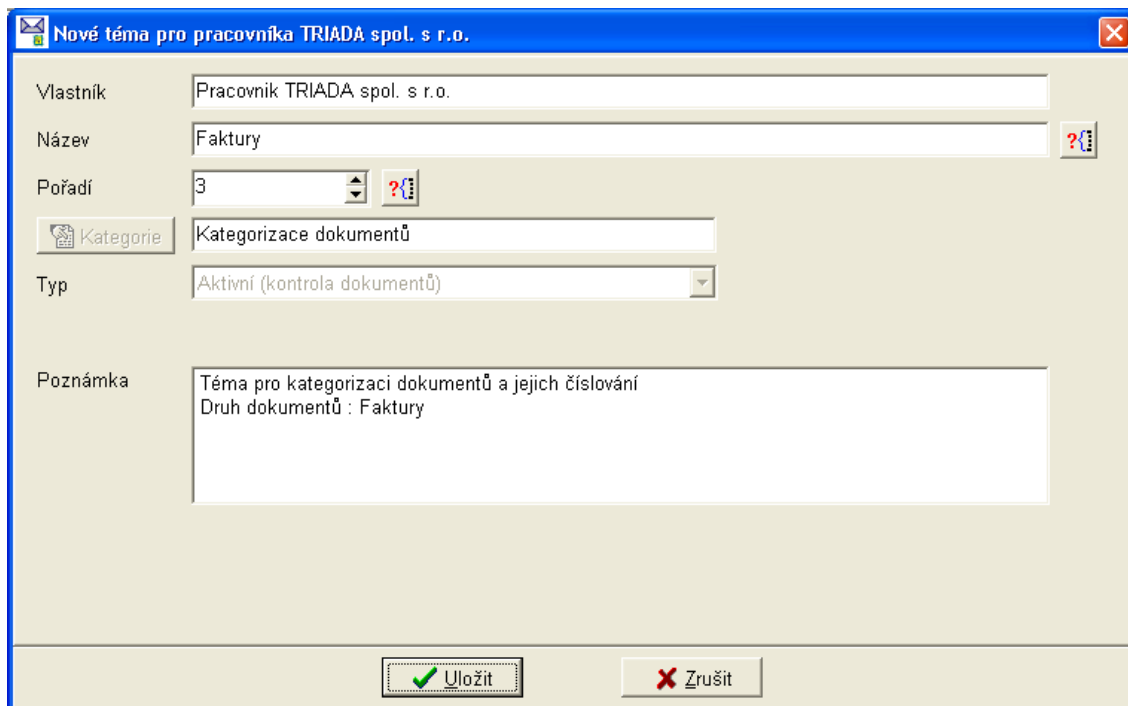 Nové téma pro pracovníka TRIADA spol. s r.o.
Vlastník
Pracovnik TRIADA spol. s r.o.
Název
Faktury
?{
Pořadí
3
?{
Kategorie
Kategorizace dokumentů
Typ
Aktivní (kontrola dokumentů)
Poznámka
Téma pro kategorizaci dokumentů a jejich číslování
Druh dokumentů : Faktury
Uložit
Zrušit